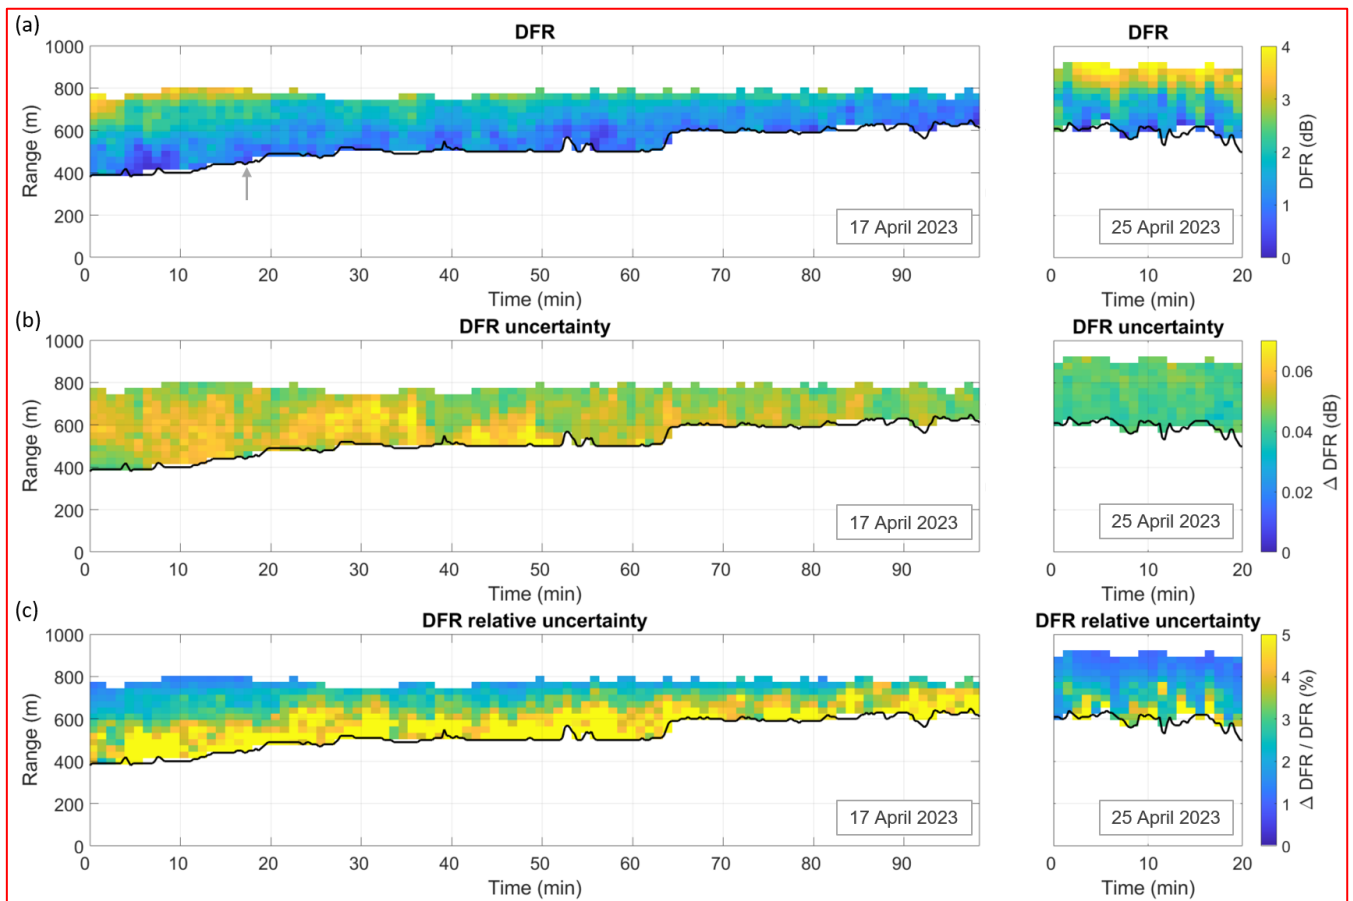 (a)
DFR
DFR
1000
800
600
400
200
0
Range (m)
17 April 2023
25 April 2023
4
3
2
1
0
DFR (dB)
0 10 20 30 40 50 60 70 80 90
0 10 20
Time (min)
Time (min)
(b)
DFR uncertainty
DFR uncertainty
1000
800
600
400
200
0
Range (m)
17 April 2023
25 April 2023
0.06
0.04
0.02
0
Δ DFR (dB)
0 10 20 30 40 50 60 70 80 90
0 10 20
Time (min)
Time (min)
(c)
DFR relative uncertainty
DFR relative uncertainty
1000
800
600
400
200
0
Range (m)
17 April 2023
25 April 2023
5
4
3
2
1
0
Δ DFR / DFR (%)
0 10 20 30 40 50 60 70 80 90
0 10 20
Time (min)
Time (min)